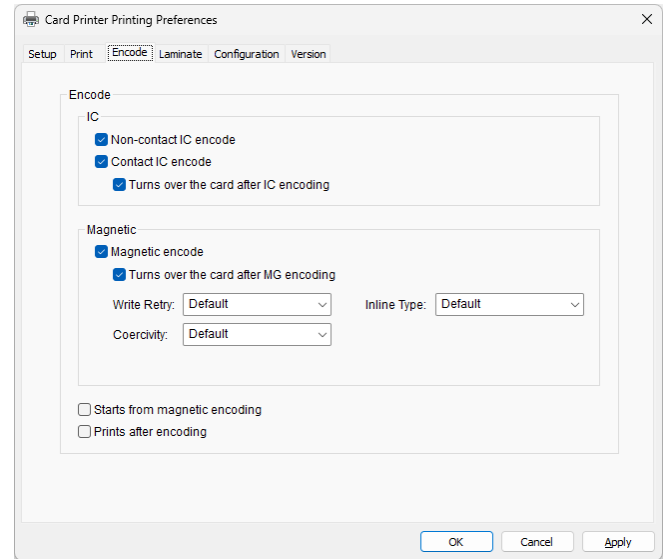 Card Printer Printing Preferences
Setup Print Encode Laminate Configuration Version
Encode
IC
Non-contact IC encode
Contact IC encode
Turns over the card after IC encoding
Magnetic
Magnetic encode
Turns over the card after MG encoding
Write Retry: Default Inline Type: Default
Coercivity: Default
Starts from magnetic encoding
Prints after encoding
OK Cancel Apply